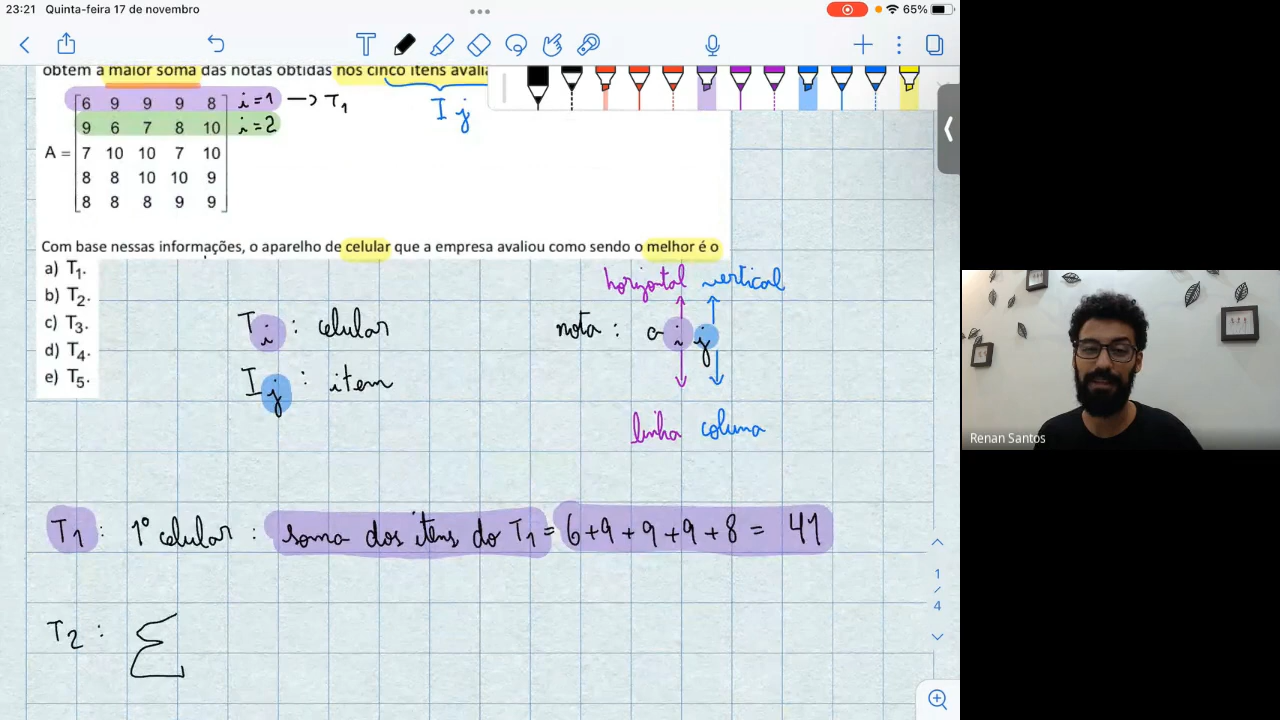 23:21 Quinta-feira 17 de novembro
65%
T
obtém a maior soma das notas obtidas nos cinco itens avalia
I j
6 9 9 9 8 i=1 → T1
9 6 7 8 10 i=2
A = 7 10 10 7 10
8 8 10 10 9
8 8 8 9 9
Com base nessas informações, o aparelho de celular que a empresa avaliou como sendo o melhor é o
a) T1.
b) T2.
c) T3.
d) T4.
e) T5.
horizontal vertical
Ti : celular
nota : a i j
Ij : item
linha coluna
T1 : 1º celular : soma dos itens do T1 = 6+9+9+9+8 = 41
T2 : Σ
1
/
4
Renan Santos